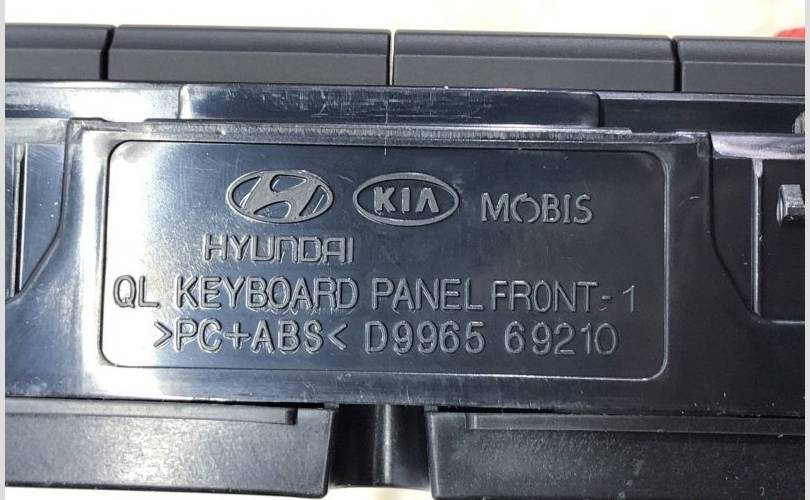 KIA MOBIS
HYUNDAI
QL KEYBOARD PANEL FRONT-1
>PC+ABS< D9965 69210